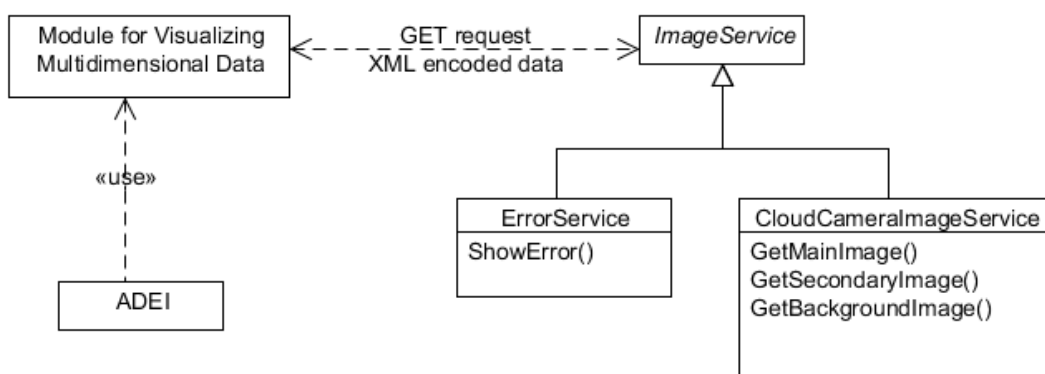 Module for Visualizing
Multidimensional Data
GET request
XML encoded data
ImageService
«use»
ADEI
ErrorService
ShowError()
CloudCameraImageService
GetMainImage()
GetSecondaryImage()
GetBackgroundImage()